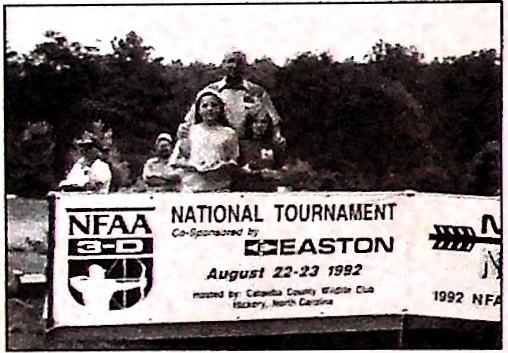 NFAA
3-D
NATIONAL TOURNAMENT
Co-Sponsored by
EASTON
August 22-23 1992
Hosted by: Catawba County Wildlife Club
Hickory, North Carolina
N
N
1992 NFA